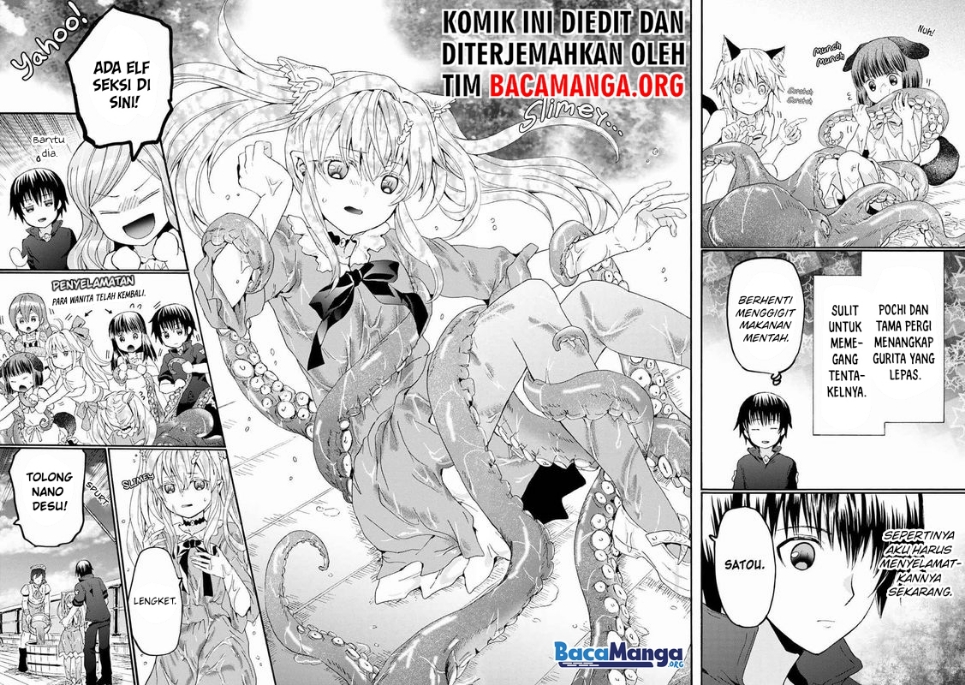 Nuh!
munch
munch
POCHI DAN
TAMA PERGI
MENANGKAP
GURITA YANG
LEPAS.
SULIT
UNTUK
MEME-
GANG
TENTA-
KELNYA.
BERHENTI
MENGGIGIT
MAKANAN
MENTAH.
SEPERTINYA
AKU HARUS
MENYELAMAT-
KANNYA
SEKARANG.
SATOU.
KOMIK INI DIEDIT DAN
DITERJEMAHKAN OLEH
TIM BACAMANGA.ORG
Slimey...
BacaManga
.ORG
Yahoo!
ADA ELF
SEKSI DI
SINI!
Bantu
dia.
PENYELAMATAN
PARA WANITA TELAH KEMBALI.
SLIMEY
LENGKET.
SPURT
TOLONG
NANO
DESU!